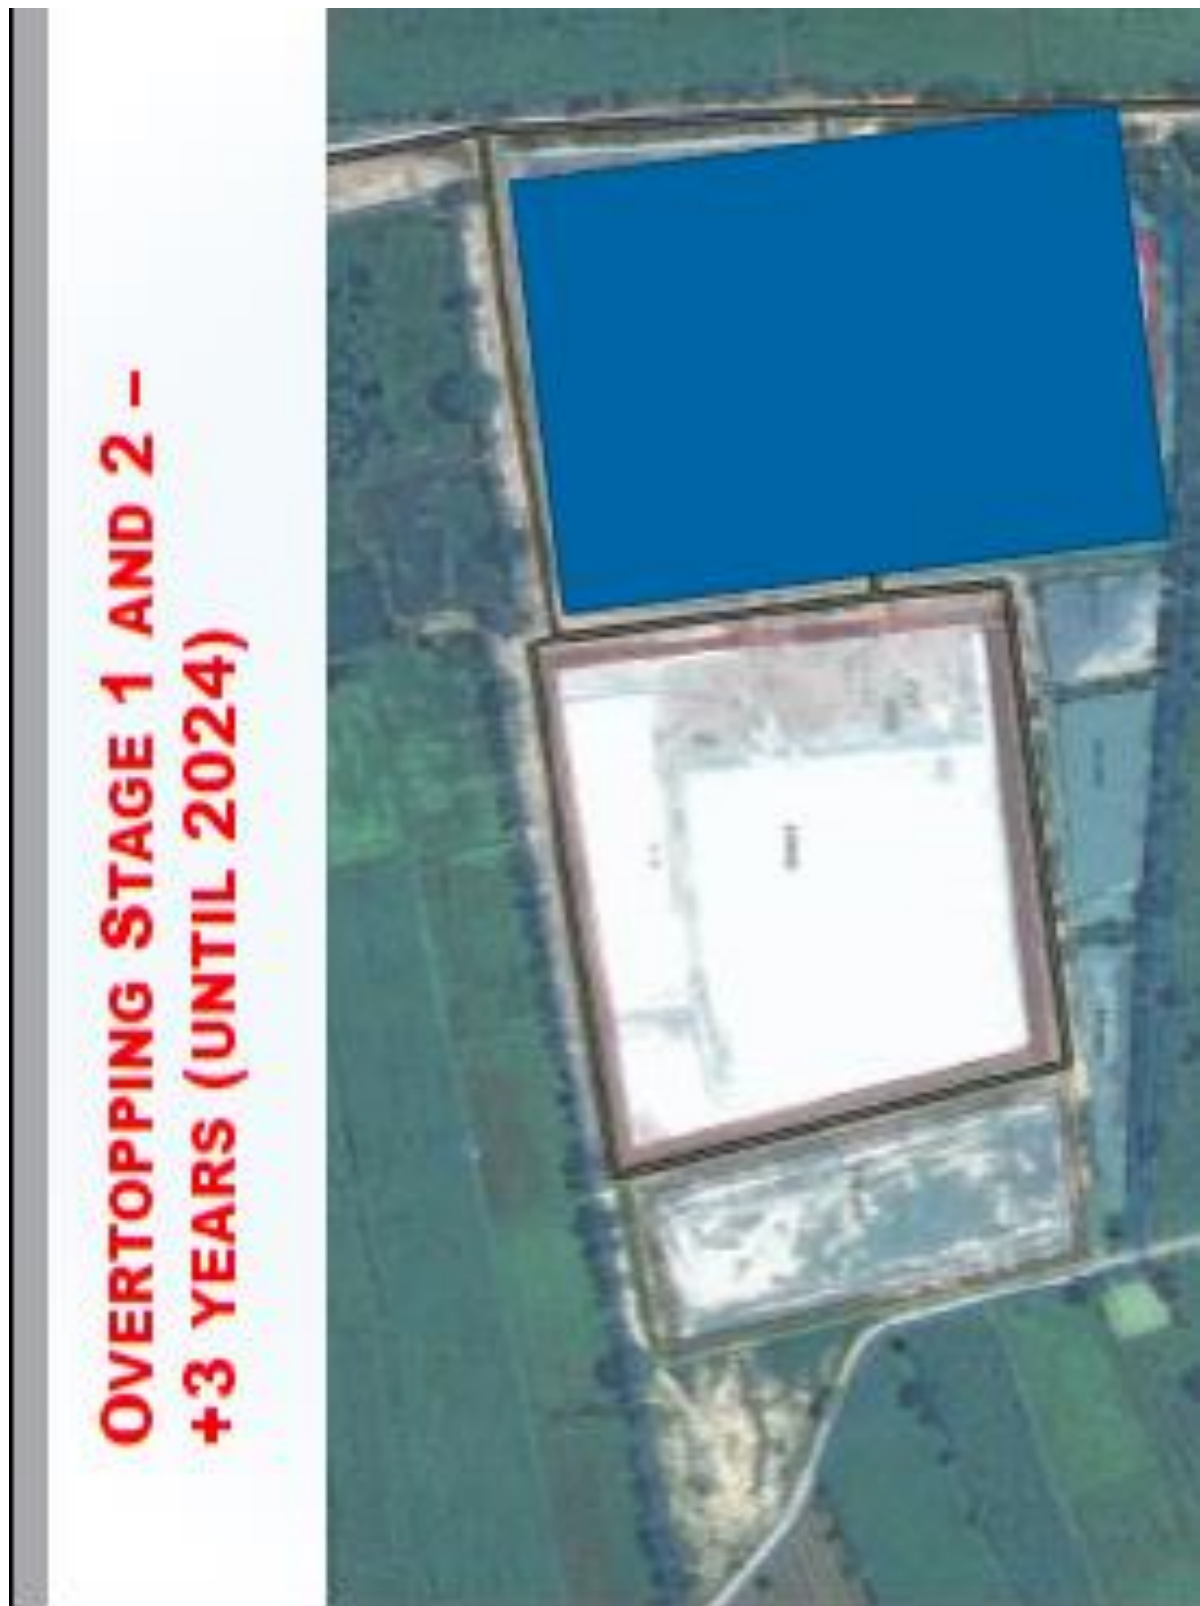 OVERTOPPING STAGE 1 AND 2 –
+3 YEARS (UNTIL 2024)